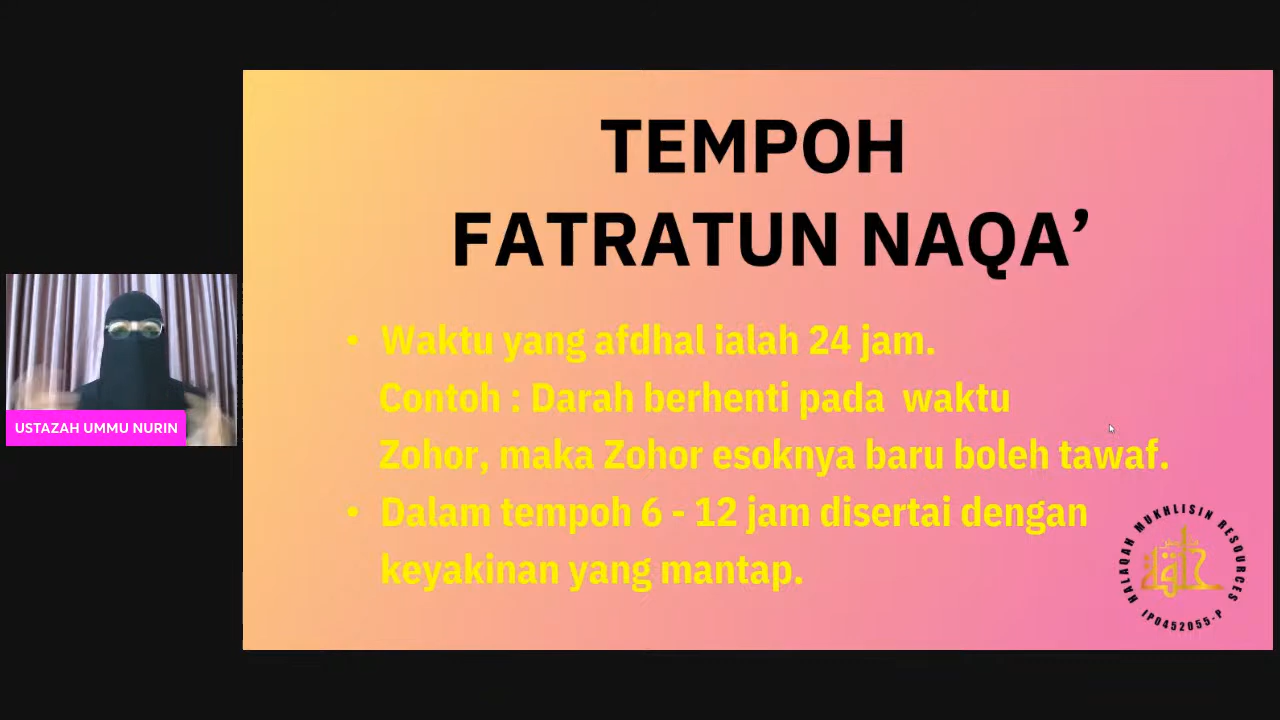 TEMPOH
FATRATUN NAQA’
• Waktu yang afdhal ialah 24 jam.
Contoh : Darah berhenti pada waktu
Zohor, maka Zohor esoknya baru boleh tawaf.
• Dalam tempoh 6 - 12 jam disertai dengan
keyakinan yang mantap.
USTAZAH UMMU NURIN
HALAQAH MUKHLISIN RESOURCES
IP0452055-P